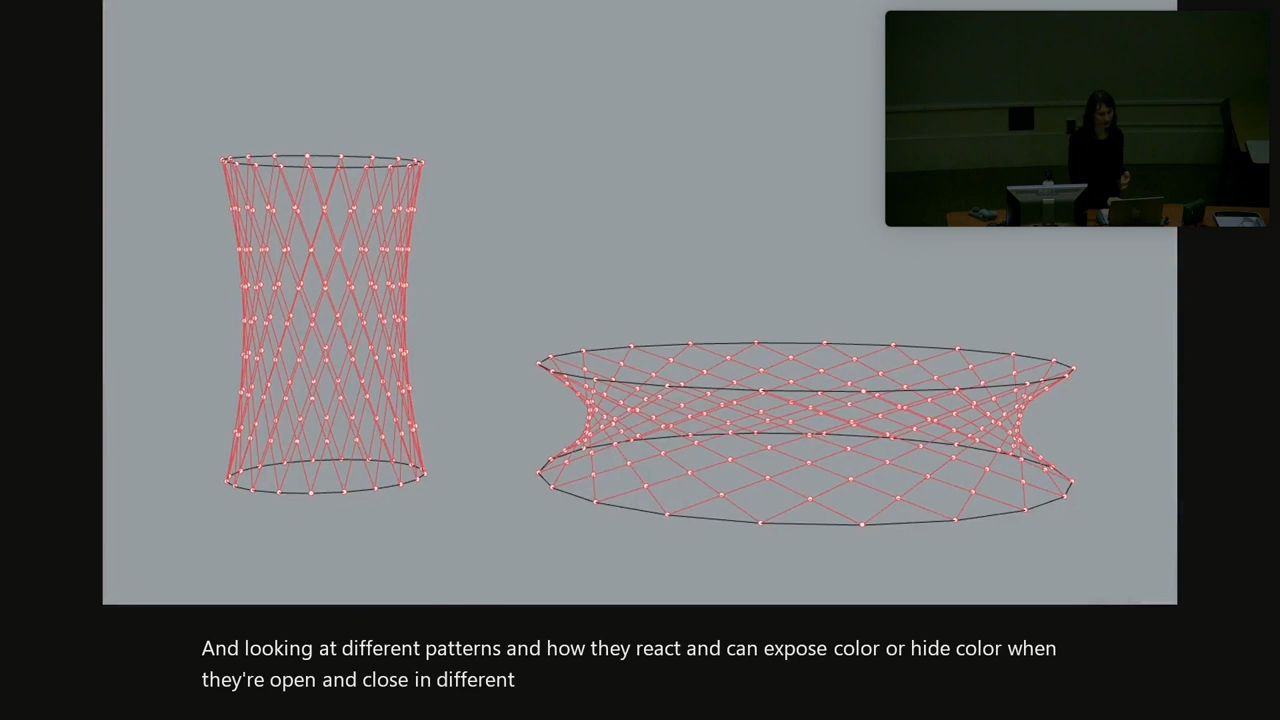 And looking at different patterns and how they react and can expose color or hide color when
they're open and close in different